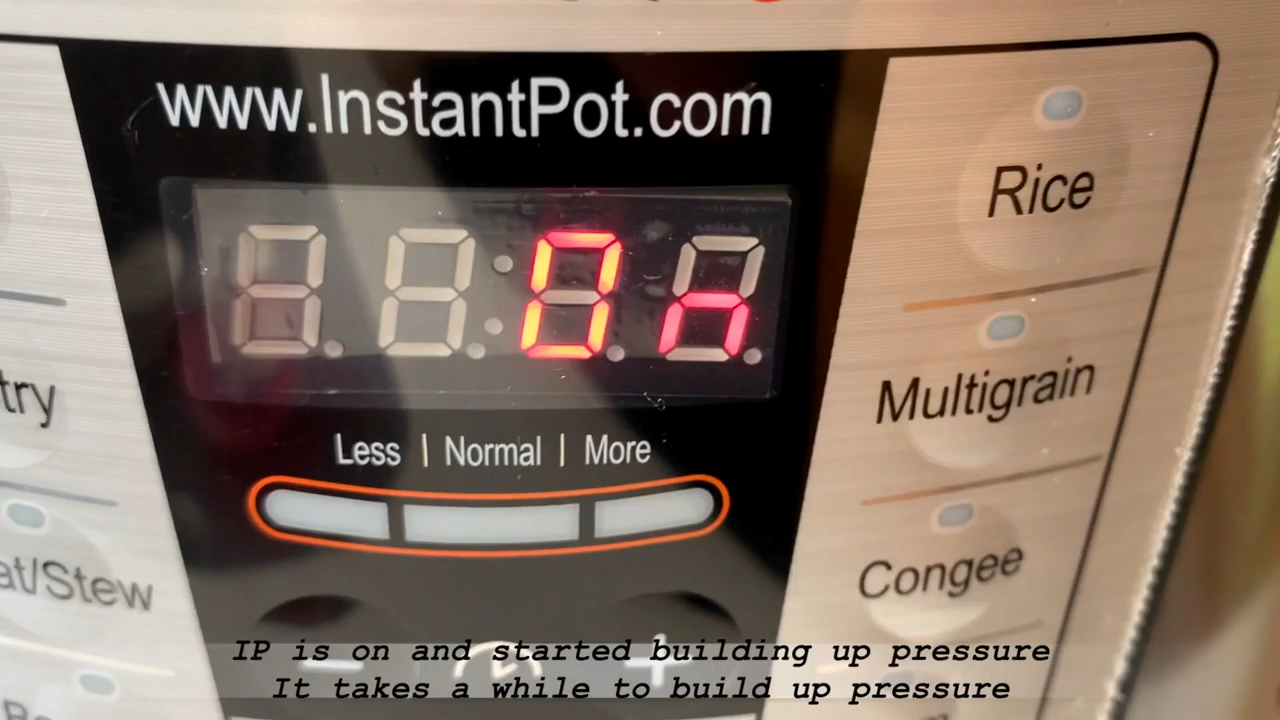 www.InstantPot.com
On
Rice
Multigrain
Congee
try
at/Stew
Less | Normal | More
IP is on and started building up pressure
It takes a while to build up pressure